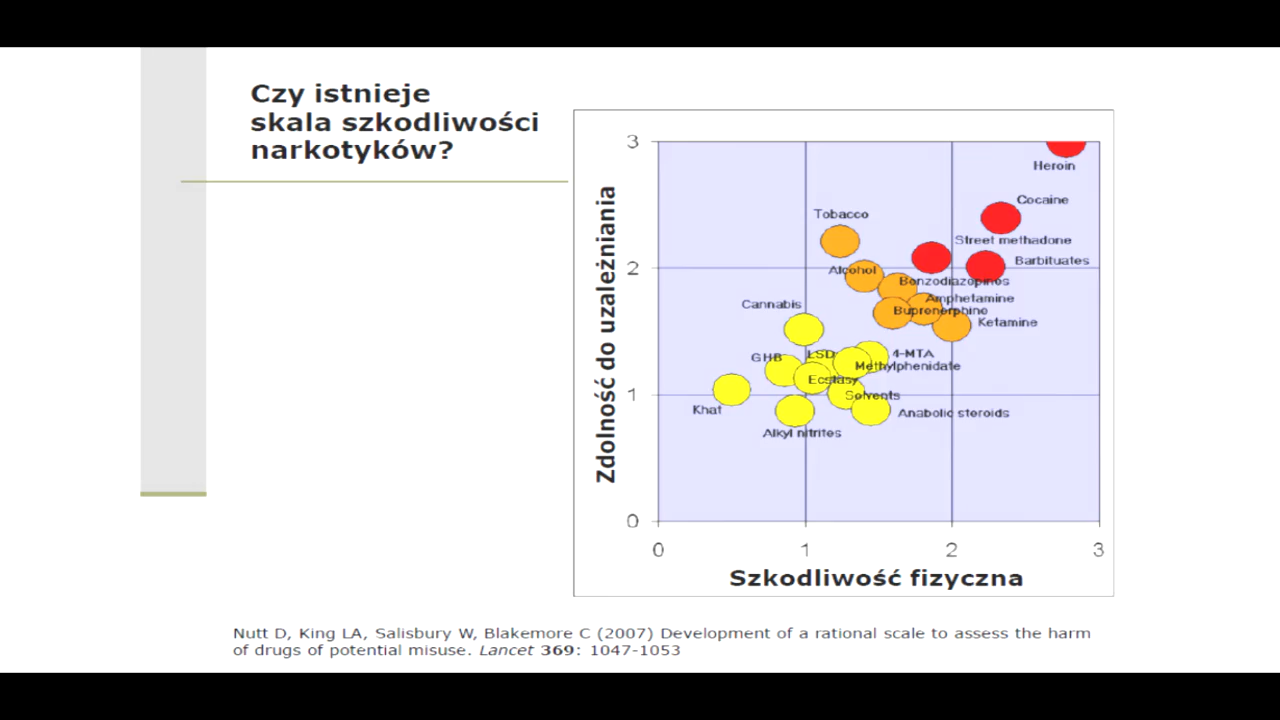 Czy istnieje
skala szkodliwości
narkotyków?
3
Heroin
Cocaine
Tobacco
Street methadone
Barbituates
2
Alcohol
Benzodiazopinos
Amphetamine
Cannabis
Buprenorphino
Ketamine
GHB
LSD
4-MTA
Methylphenidate
Ecstasy
1
Solvents
Khat
Anabolic steroids
Alkyl nitrites
0
0
1
2
3
Zdolność do uzależniania
Szkodliwość fizyczna
Nutt D, King LA, Salisbury W, Blakemore C (2007) Development of a rational scale to assess the harm
of drugs of potential misuse. Lancet 369: 1047-1053